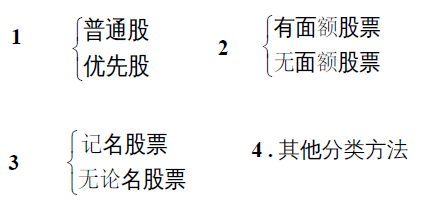 1
普通股
优先股
2
有面额股票
无面额股票
3
记名股票
无论名股票
4 . 其他分类方法